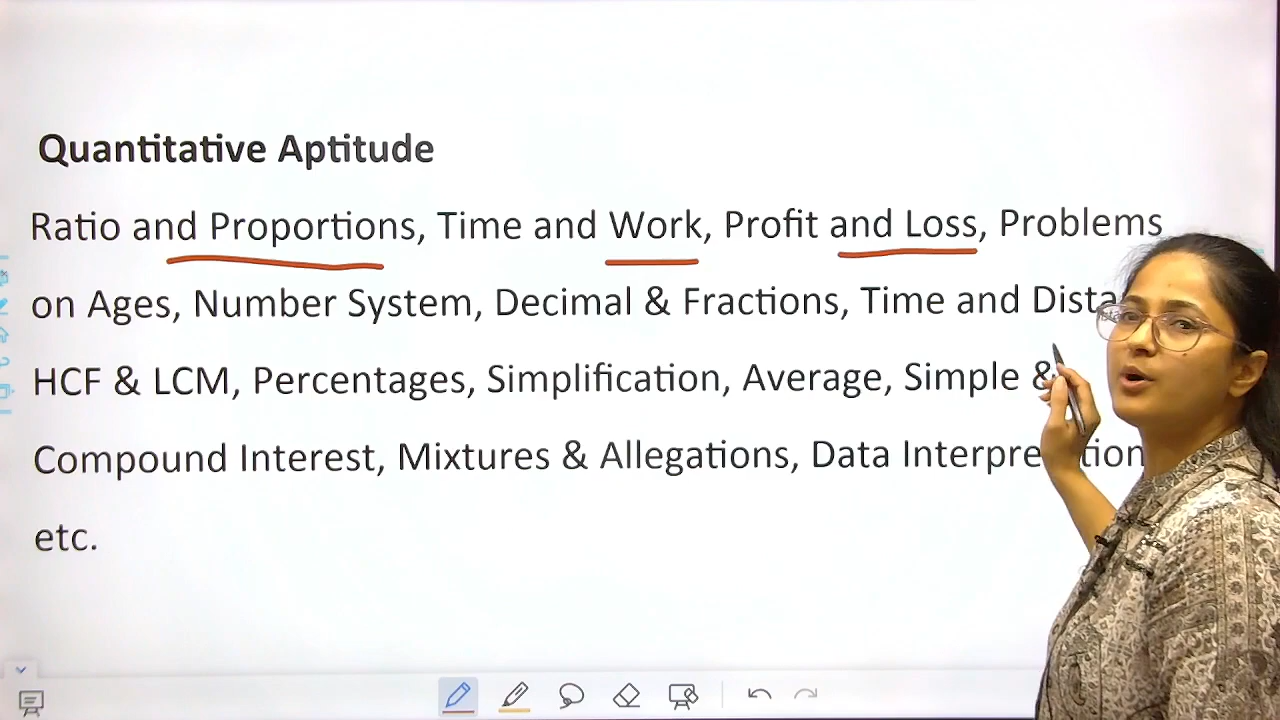 Quantitative Aptitude
Ratio and Proportions, Time and Work, Profit and Loss, Problems
on Ages, Number System, Decimal & Fractions, Time and
HCF & LCM, Percentages, Simplification, Average, Simple &
Compound Interest, Mixtures & Allegations, Data
etc.